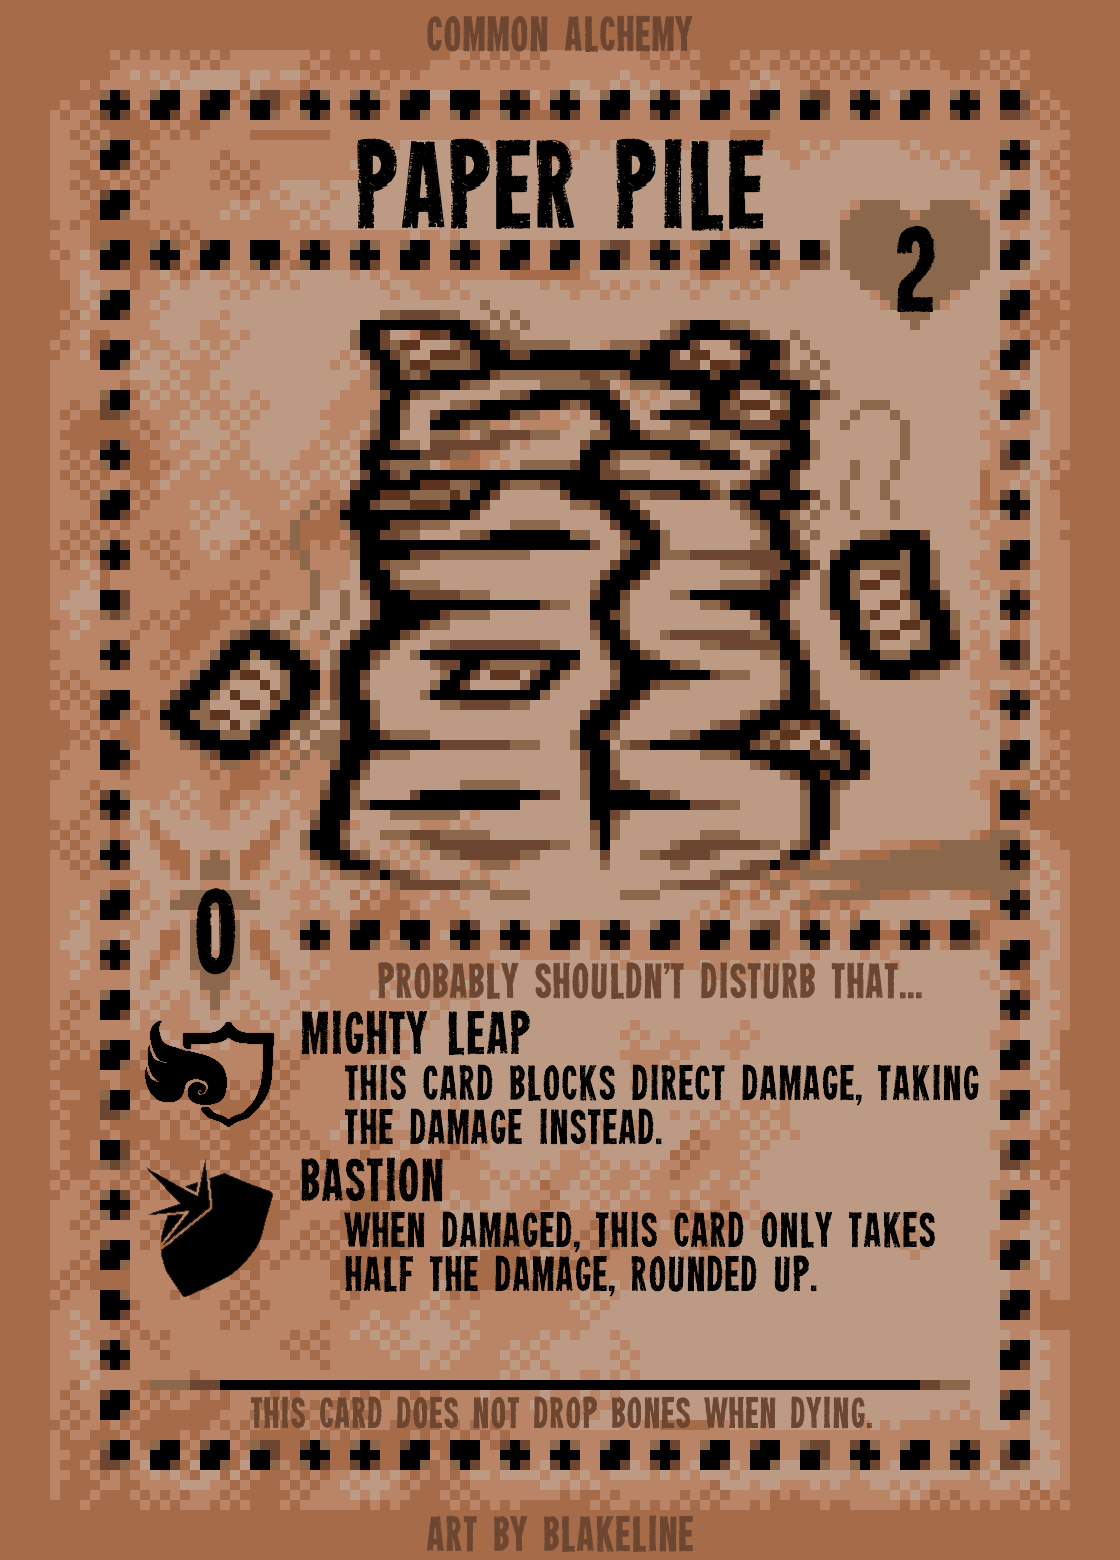 COMMON ALCHEMY
PAPER PILE
2
0
PROBABLY SHOULDN'T DISTURB THAT...
MIGHTY LEAP
THIS CARD BLOCKS DIRECT DAMAGE, TAKING
THE DAMAGE INSTEAD.
BASTION
WHEN DAMAGED, THIS CARD ONLY TAKES
HALF THE DAMAGE, ROUNDED UP.
THIS CARD DOES NOT DROP BONES WHEN DYING.
ART BY BLAKELINE